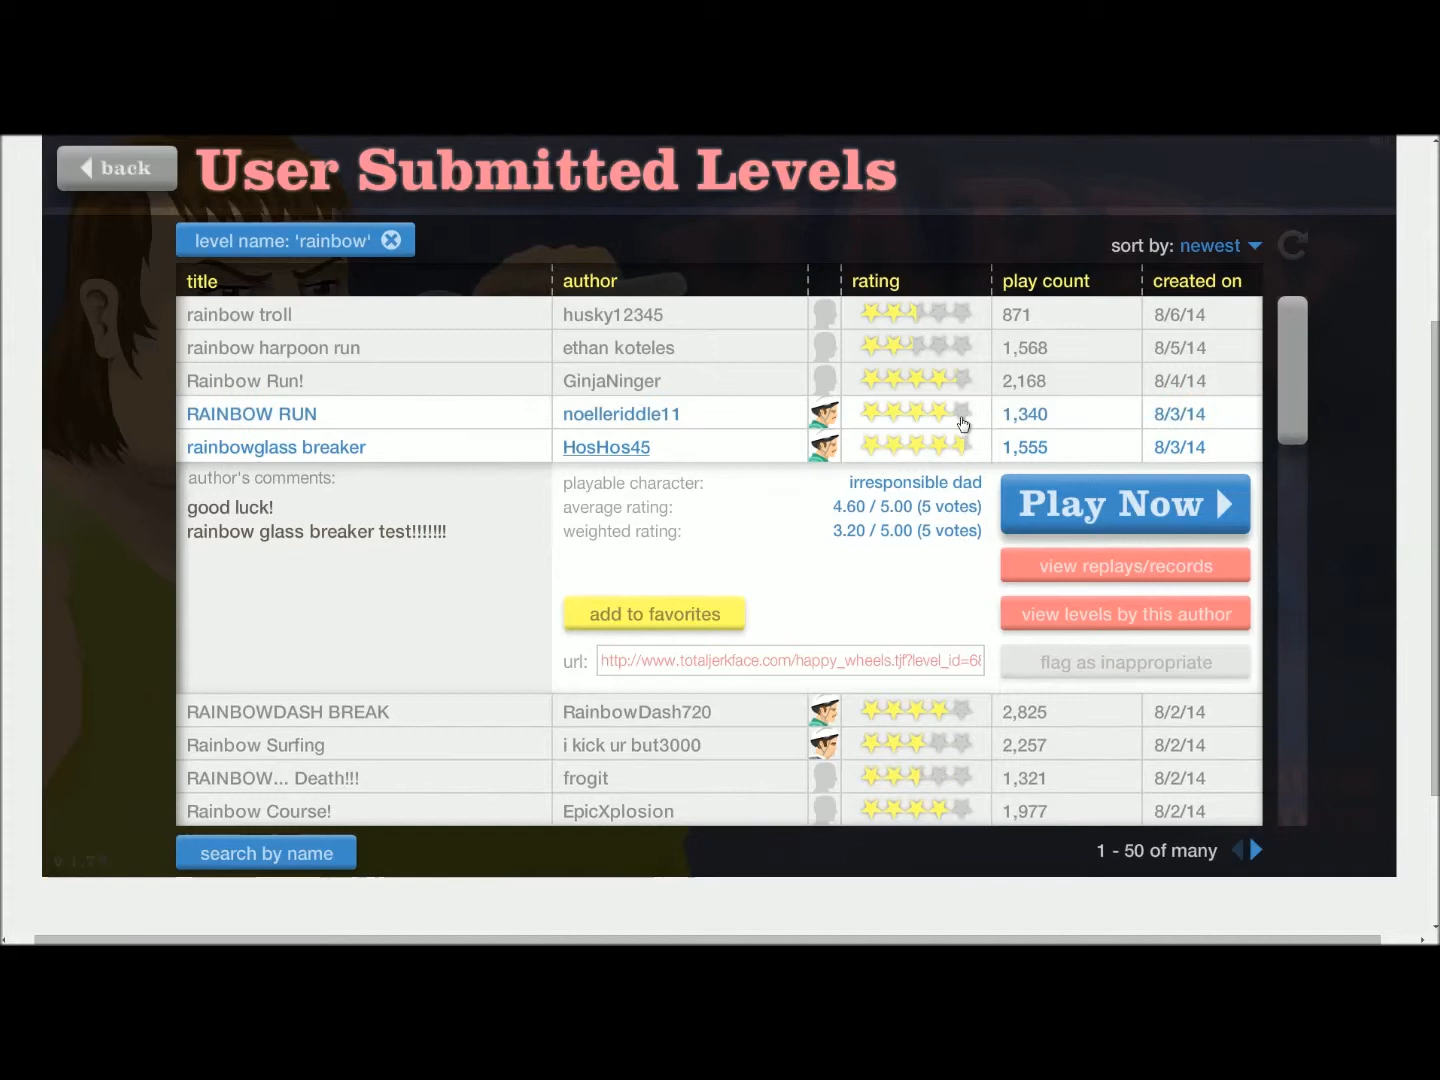 back
User Submitted Levels
level name: 'rainbow'
sort by: newest
title author rating play count created on
rainbow troll husky12345 871 8/6/14
rainbow harpoon run ethan koteles 1,568 8/5/14
Rainbow Run! GinjaNinger 2,168 8/4/14
RAINBOW RUN noelleriddle11 1,340 8/3/14
rainbowglass breaker HosHos45 1,555 8/3/14
author's comments:
good luck!
rainbow glass breaker test!!!!!!!
playable character: irresponsible dad
average rating: 4.60 / 5.00 (5 votes)
weighted rating: 3.20 / 5.00 (5 votes)
add to favorites
url: http://www.totaljerkface.com/happy_wheels.tjf?level_id=6
Play Now
view replays/records
view levels by this author
flag as inappropriate
RAINBOWDASH BREAK RainbowDash720 2,825 8/2/14
Rainbow Surfing i kick ur but3000 2,257 8/2/14
RAINBOW... Death!!! frogit 1,321 8/2/14
Rainbow Course! EpicXplosion 1,977 8/2/14
search by name
1 - 50 of many